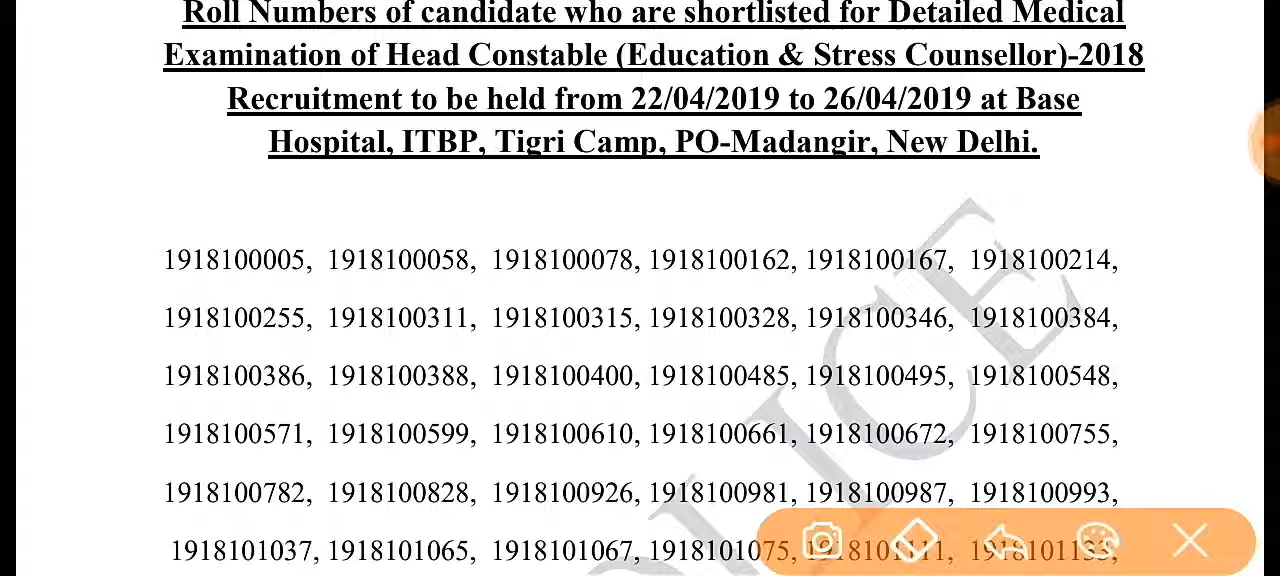 Roll Numbers of candidate who are shortlisted for Detailed Medical
Examination of Head Constable (Education & Stress Counsellor)-2018
Recruitment to be held from 22/04/2019 to 26/04/2019 at Base
Hospital, ITBP, Tigri Camp, PO-Madangir, New Delhi.
1918100005, 1918100058, 1918100078, 1918100162, 1918100167, 1918100214,
1918100255, 1918100311, 1918100315, 1918100328, 1918100346, 1918100384,
1918100386, 1918100388, 1918100400, 1918100485, 1918100495, 1918100548,
1918100571, 1918100599, 1918100610, 1918100661, 1918100672, 1918100755,
1918100782, 1918100828, 1918100926, 1918100981, 1918100987, 1918100993,
1918101037, 1918101065, 1918101067, 1918101075,